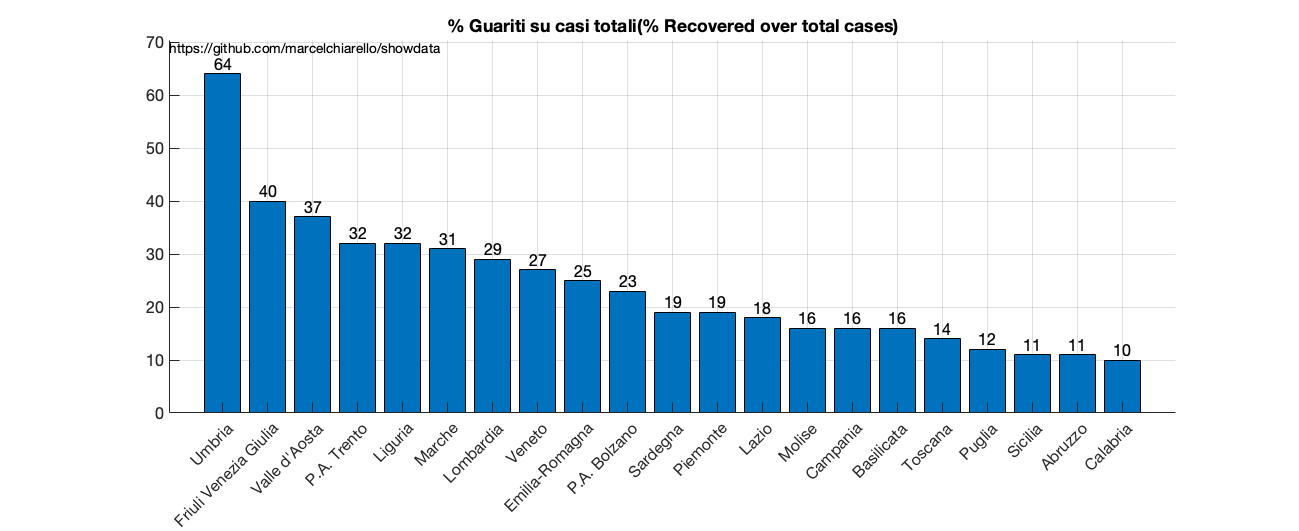 % Guariti su casi totali(% Recovered over total cases)
https://github.com/marcelchiarello/showdata
70
60
50
40
30
20
10
0
64
40
37
32
32
31
29
27
25
23
19
19
18
16
16
16
14
12
11
11
10
Umbria
Friuli Venezia Giulia
Valle d'Aosta
P.A. Trento
Liguria
Marche
Lombardia
Veneto
Emilia-Romagna
P.A. Bolzano
Sardegna
Piemonte
Lazio
Molise
Campania
Basilicata
Toscana
Puglia
Sicilia
Abruzzo
Calabria